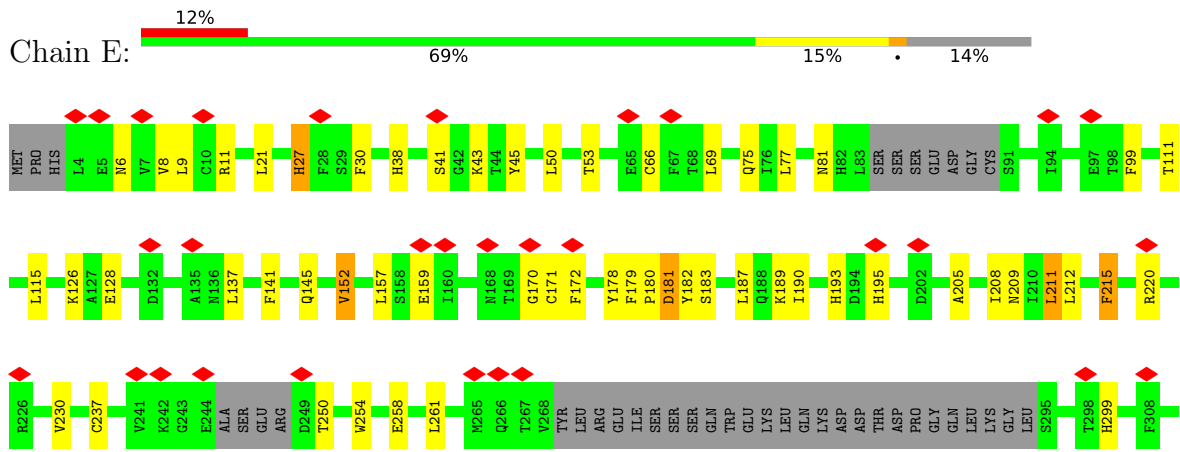 12%
Chain E:
69% 15% • 14%
MET PRO HIS L4 E5 N6 V7 V8 L9 C10 R11 L21 H27 F28 S29 F30 H38 S41 G42 K43 T44 Y45 L50 T53 E65 C66 F67 T68 L69 Q75 I76 L77 N81 H82 L83 SER SER SER GLU ASP GLY CYS S91 I94 E97 T98 F99 T111
L115 K126 A127 E128 D132 A135 N136 L137 F141 Q145 V152 L157 S158 E159 I160 N168 T169 G170 C171 F172 Y178 F179 P180 D181 Y182 S183 L187 Q188 K189 I190 H193 D194 H195 D202 A205 I208 N209 I210 L211 L212 F215 R220
R226 V230 C237 V241 K242 G243 E244 ALA SER GLU ARG D249 T250 W254 E258 L261 M265 Q266 T267 V268 TYR LEU ARG GLU ILE SER SER SER GLN TRP GLU LYS LEU GLN LYS ASP ASP THR ASP PRO GLY GLN LEU LYS GLY LEU S295 T298 H299 F308